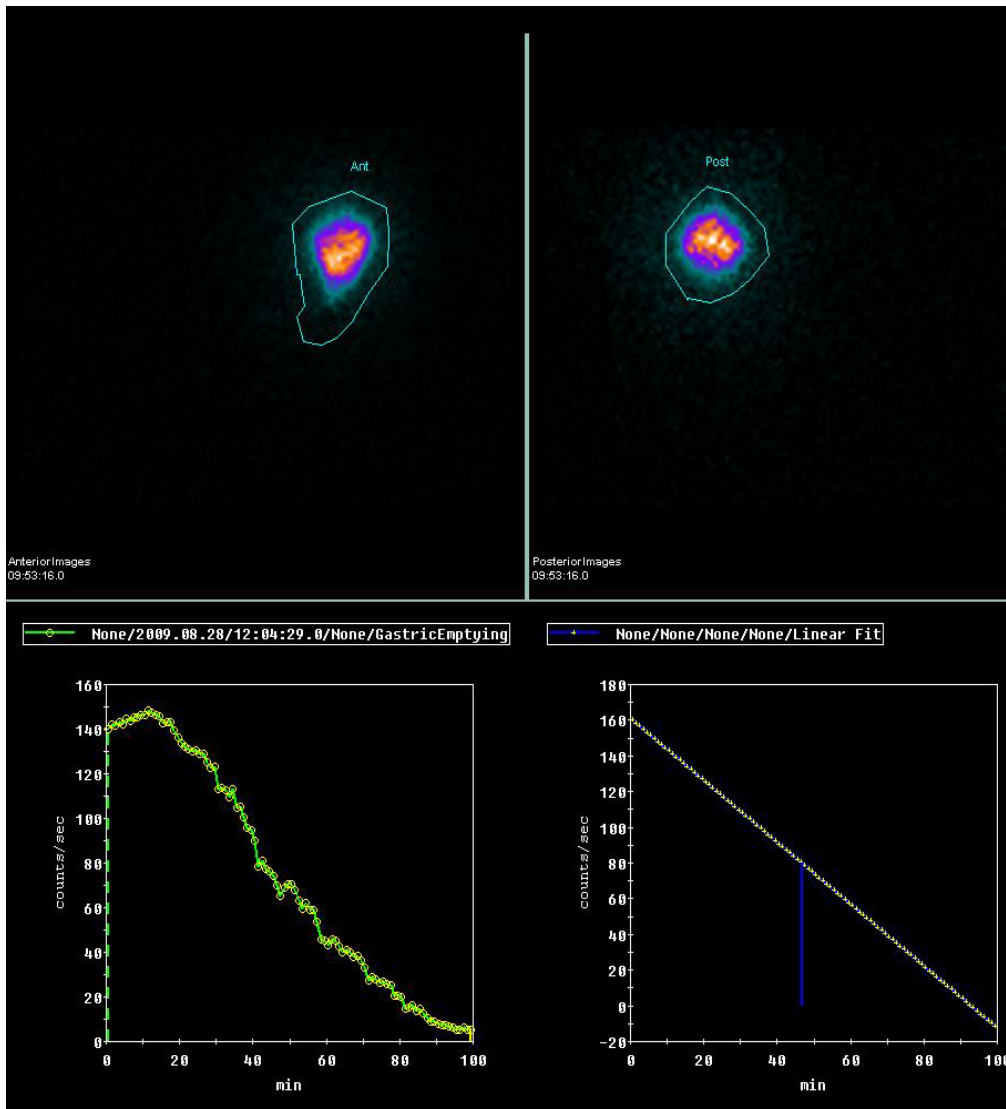 Ant
Post
AnteriorImages
09:53:16.0
PosteriorImages
09:53:16.0
None/2009.08.28/12:04:29.0/None/GastricEmptying
None/None/None/None/Linear Fit
160
140
120
100
80
60
40
20
0
counts/sec
0 20 40 60 80 100
min
180
160
140
120
100
80
60
40
20
0
-20
counts/sec
0 20 40 60 80 100
min